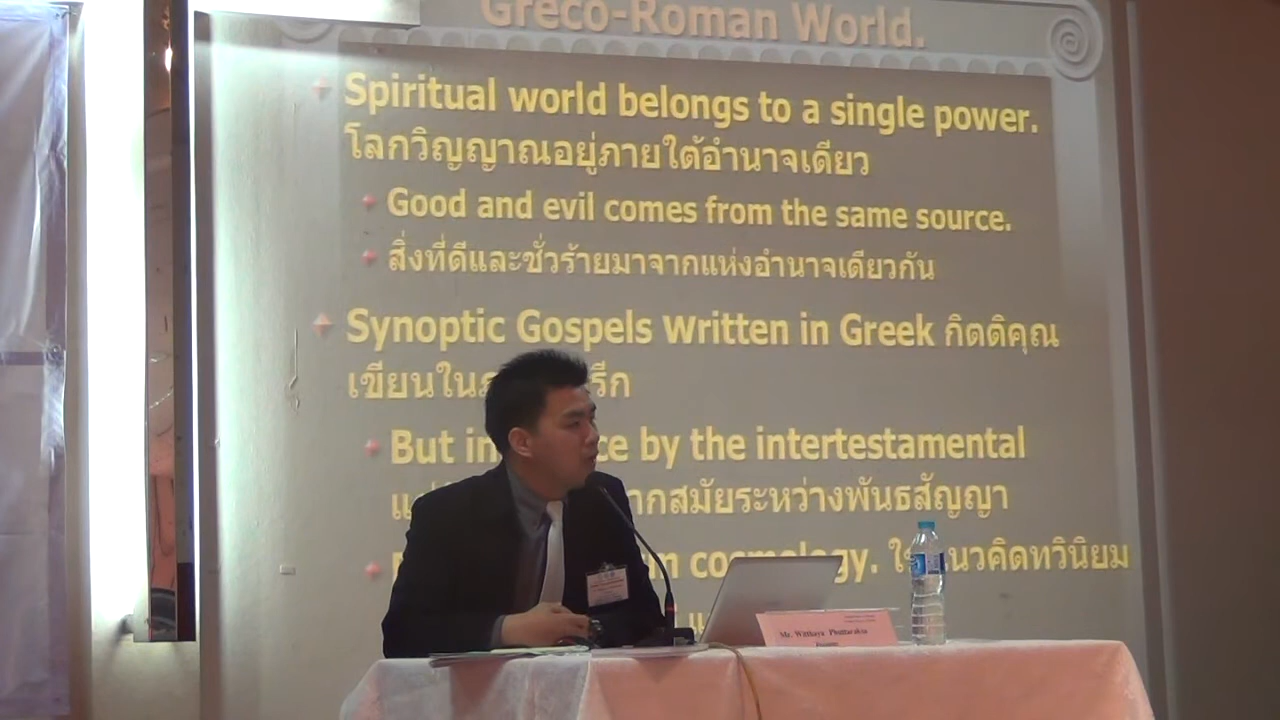 Greco-Roman World.
Spiritual world belongs to a single power.
โลกวิญญาณอยู่ภายใต้อำนาจเดียว
Good and evil comes from the same source.
สิ่งที่ดีและชั่วร้ายมาจากแห่งอำนาจเดียวกัน
Synoptic Gospels Written in Greek กิตติคุณ
เขียนใน รีก
But in ce by the intertestamental
ากสมัยระหว่างพันธสัญญา
cosmology. นวคิดทวินิยม
Mr. Witthaya Phuttaraksa